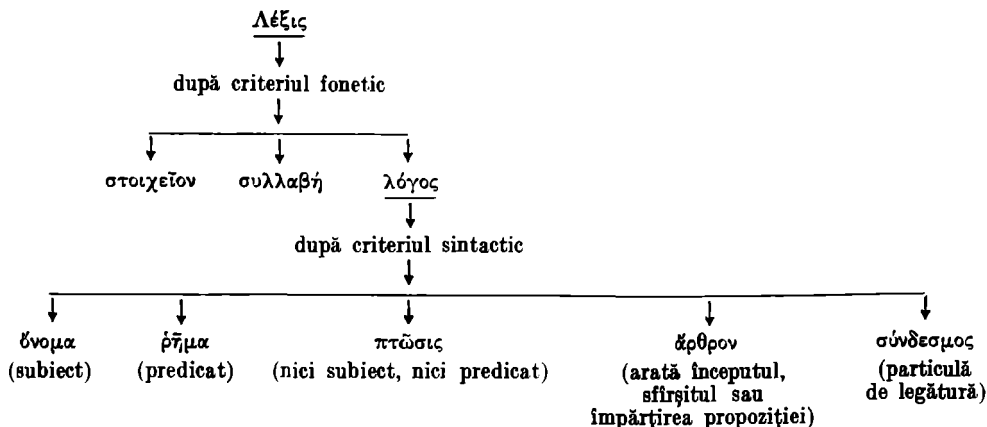 Λέξις
după criteriul fonetic
στοιχεῖον συλλαβή λόγος
după criteriul sintactic
ὄνομα ῥῆμα πτῶσις ἄρθρον σύνδεσμος
(subiect) (predicat) (nici subiect, nici predicat) (arată începutul, (particulă
sfîrşitul sau de legătură)
împărţirea propoziţiei)